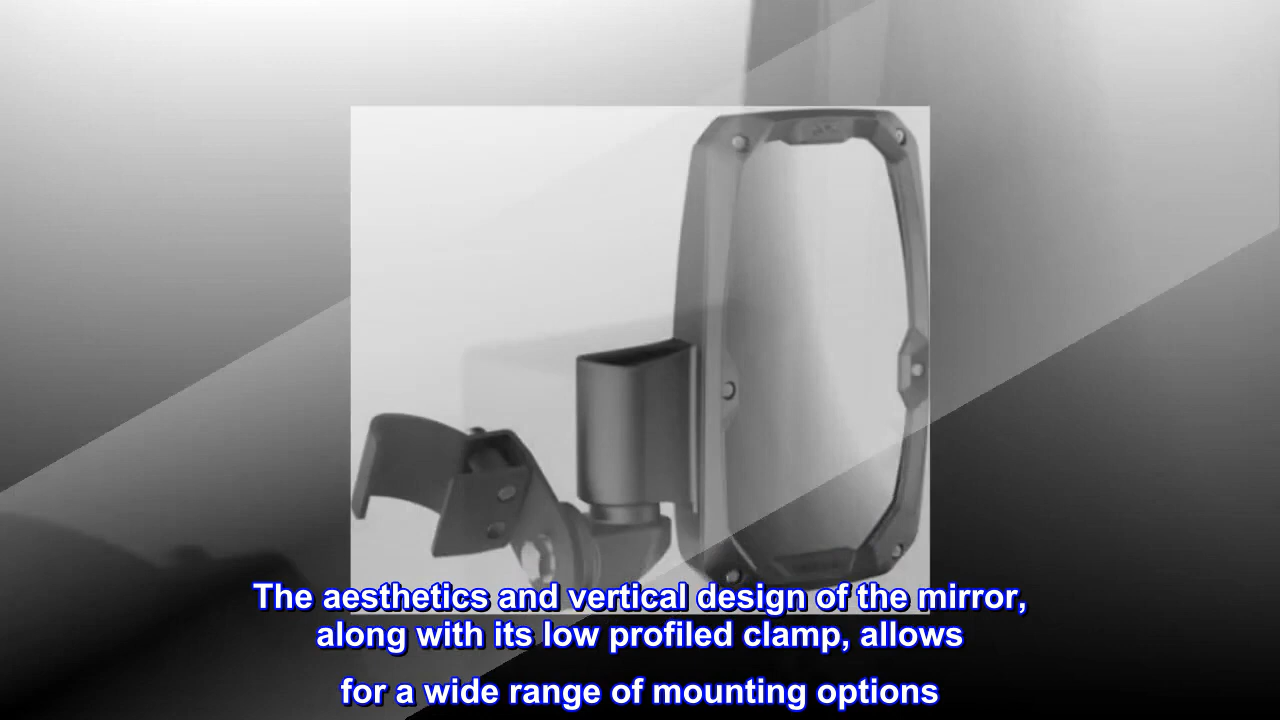 The aesthetics and vertical design of the mirror,
along with its low profiled clamp, allows
for a wide range of mounting options